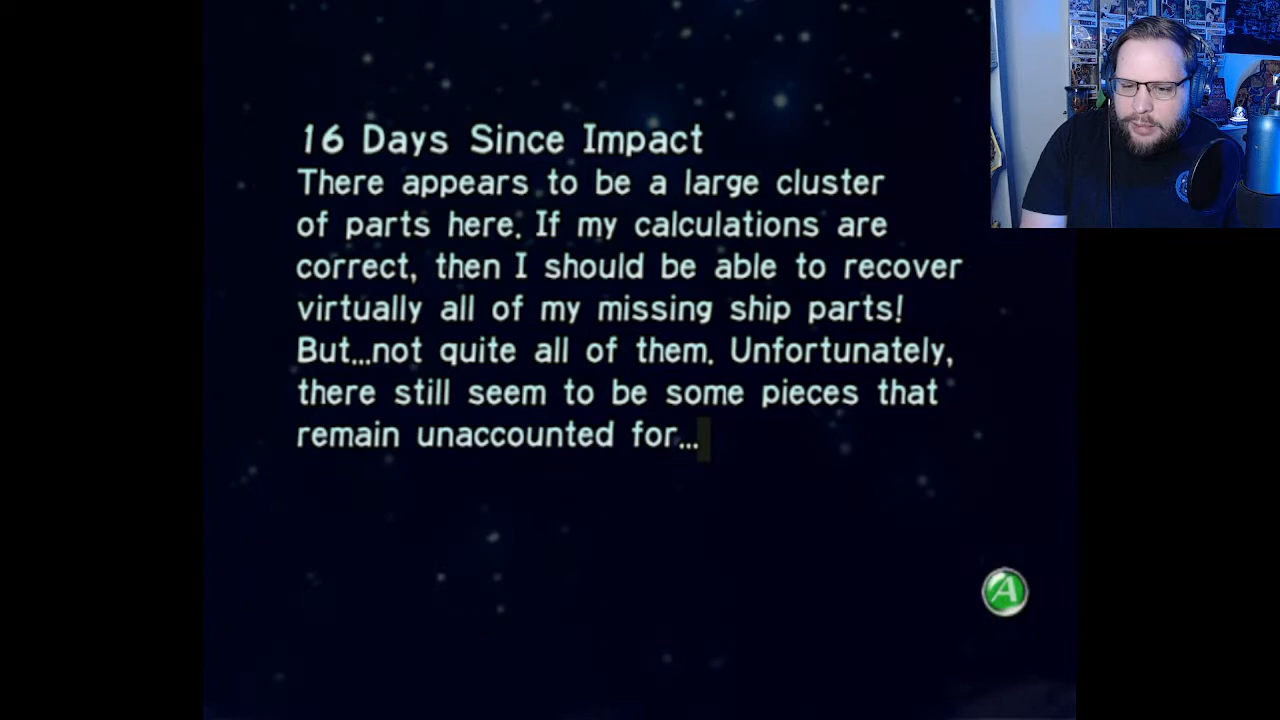 16 Days Since Impact
There appears to be a large cluster
of parts here. If my calculations are
correct, then I should be able to recover
virtually all of my missing ship parts!
But...not quite all of them. Unfortunately,
there still seem to be some pieces that
remain unaccounted for...
A